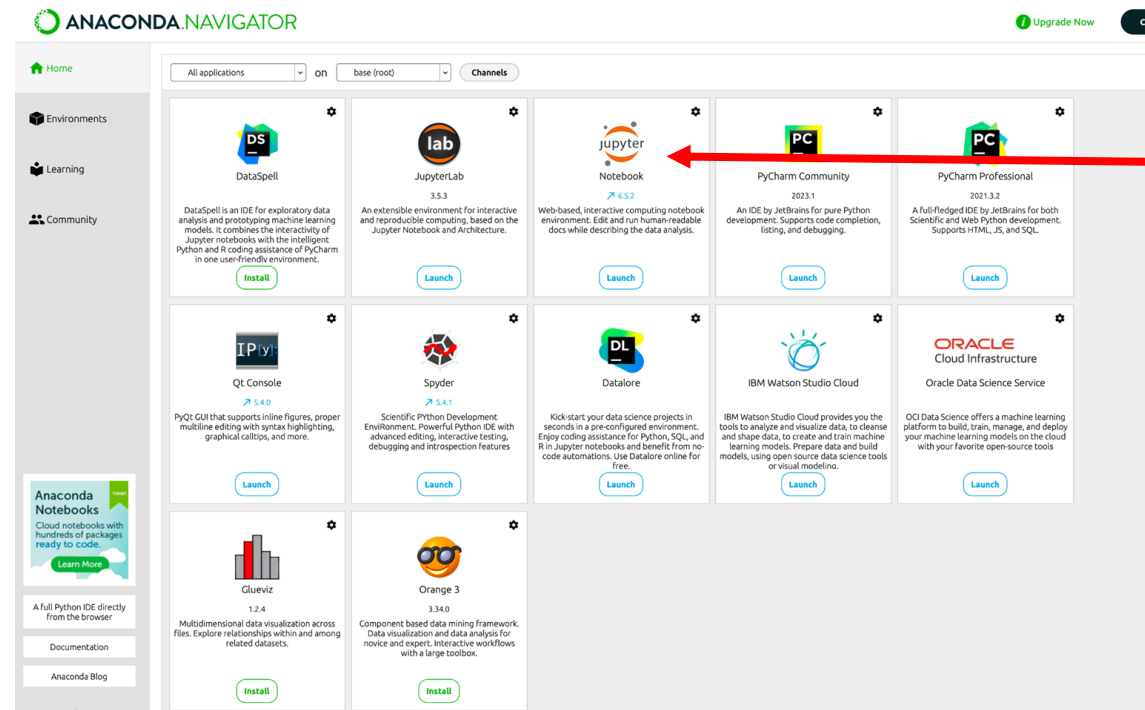 ANACONDA.NAVIGATOR
Upgrade Now
Home
All applications
on
base (root)
Channels
Environments
Learning
Community
DS
DataSpell
DataSpell is an IDE for exploratory data
analysis and prototyping machine learning
models. It combines the interactivity of
Jupyter notebooks with the intelligent
Python and R coding assistance of PyCharm
in one user-friendly environment.
Install
lab
JupyterLab
3.5.3
An extensible environment for interactive
and reproducible computing, based on the
Jupyter Notebook and Architecture.
Launch
jupyter
Notebook
6.5.2
Web-based, interactive computing notebook
environment. Edit and run human-readable
docs while describing the data analysis.
Launch
PC
PyCharm Community
2023.1
An IDE by JetBrains for pure Python
development. Supports code completion,
listing, and debugging.
Launch
PC
PyCharm Professional
2021.3.2
A full-fledged IDE by JetBrains for both
Scientific and Web Python development.
Supports HTML, JS, and SQL.
Launch
IP[y]:
Qt Console
5.4.0
PyQt GUI that supports inline figures, proper
multiline editing with syntax highlighting,
graphical calltips, and more.
Launch
Spyder
5.4.1
Scientific PYthon Development
EnviRonment. Powerful Python IDE with
advanced editing, interactive testing,
debugging and introspection features
Launch
DL
Datalore
Kick-start your data science projects in
seconds in a pre-configured environment.
Enjoy coding assistance for Python, SQL, and
R in Jupyter notebooks and benefit from no-
code automations. Use Datalore online for
free.
Launch
IBM Watson Studio Cloud
IBM Watson Studio Cloud provides you the
tools to analyze and visualize data, to cleanse
and shape data, to create and train machine
learning models. Prepare data and build
models, using open source data science tools
or visual modeling.
Launch
ORACLE
Cloud Infrastructure
Oracle Data Science Service
OCI Data Science offers a machine learning
platform to build, train, manage, and deploy
your machine learning models on the cloud
with your favorite open-source tools
Launch
Glueviz
1.2.4
Multidimensional data visualization across
files. Explore relationships within and among
related datasets.
Install
Orange 3
3.34.0
Component based data mining framework.
Data visualization and data analysis for
novice and expert. Interactive workflows
with a large toolbox.
Install
Anaconda
Notebooks
New!
Cloud notebooks with
hundreds of packages
ready to code.
Learn More
A full Python IDE directly
from the browser
Documentation
Anaconda Blog